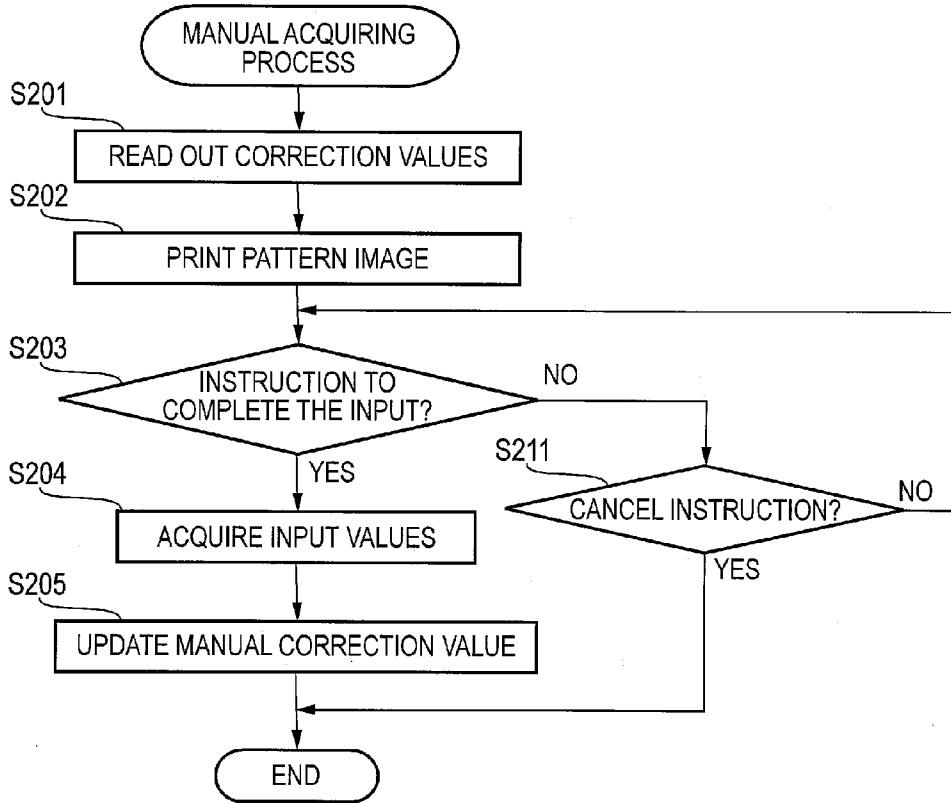 MANUAL ACQUIRING
PROCESS
S201
READ OUT CORRECTION VALUES
S202
PRINT PATTERN IMAGE
S203
INSTRUCTION TO
COMPLETE THE INPUT?
NO
YES
S211
CANCEL INSTRUCTION?
NO
YES
S204
ACQUIRE INPUT VALUES
S205
UPDATE MANUAL CORRECTION VALUE
END